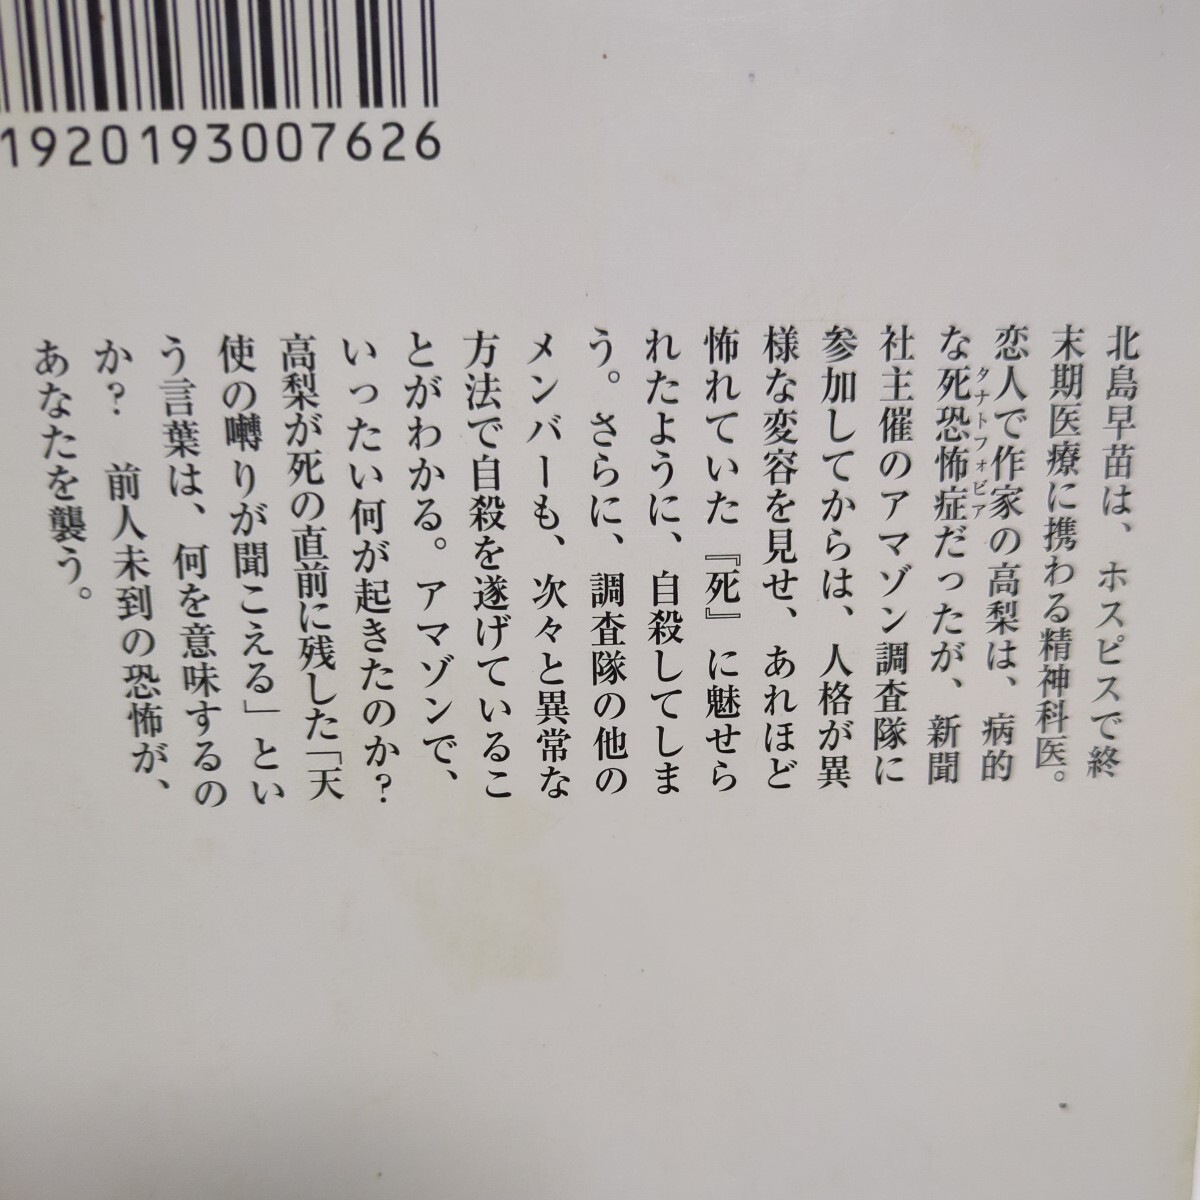 1920193007626
北島早苗は、ホスピスで終
末期医療に携わる精神科医。
恋人で作家の高梨は、病的
な死恐怖症だったが、新聞
タナトフォビア
社主催のアマゾン調査隊に
参加してからは、人格が異
様な変容を見せ、あれほど
怖れていた『死』に魅せら
れたように、自殺してしま
う。さらに、調査隊の他の
メンバーも、次々と異常な
方法で自殺を遂げているこ
とがわかる。アマゾンで、
いったい何が起きたのか?
高梨が死の直前に残した「天
使の囀りが聞こえる」とい
う言葉は、何を意味するの
か? 前人未到の恐怖が、
あなたを襲う。